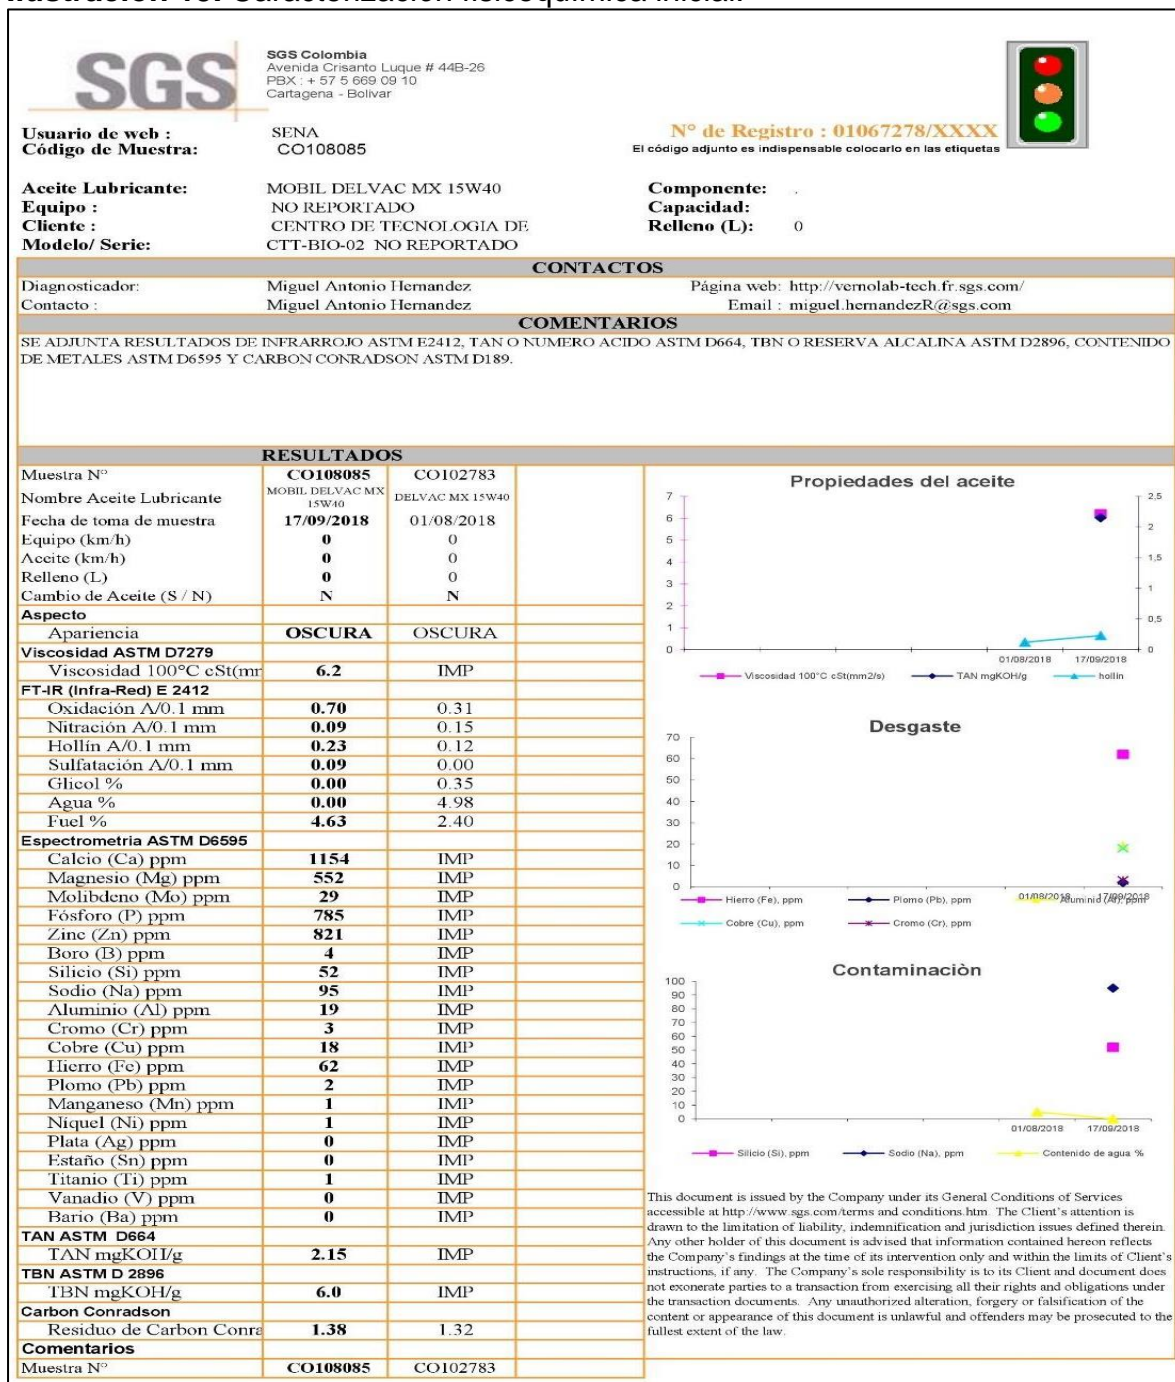 SGS
SGS Colombia
Avenida Crisanto Luque # 44B-26
PBX : + 57 5 669 09 10
Cartagena - Bolivar
Usuario de web : SENA
Código de Muestra: CO108085
N° de Registro : 01067278/XXXX
El código adjunto es indispensable colocarlo en las etiquetas
Aceite Lubricante: MOBIL DELVAC MX 15W40 Componente: .
Equipo : NO REPORTADO Capacidad:
Cliente : CENTRO DE TECNOLOGIA DE Relleno (L): 0
Modelo/ Serie: CTT-BIO-02 NO REPORTADO
CONTACTOS
Diagnosticador: Miguel Antonio Hernandez Página web: http://vernolab-tech.fr.sgs.com/
Contacto : Miguel Antonio Hernandez Email : miguel.hernandezR@sgs.com
COMENTARIOS
SE ADJUNTA RESULTADOS DE INFRARROJO ASTM E2412, TAN O NUMERO ACIDO ASTM D664, TBN O RESERVA ALCALINA ASTM D2896, CONTENIDO
DE METALES ASTM D6595 Y CARBON CONRADSON ASTM D189.
RESULTADOS
Muestra N° CO108085 CO102783
Nombre Aceite Lubricante MOBIL DELVAC MX 15W40 DELVAC MX 15W40
Fecha de toma de muestra 17/09/2018 01/08/2018
Equipo (km/h) 0 0
Aceite (km/h) 0 0
Relleno (L) 0 0
Cambio de Aceite (S / N) N N
Aspecto
Apariencia OSCURA OSCURA
Viscosidad ASTM D7279
Viscosidad 100°C cSt(mr 6.2 IMP
FT-IR (Infra-Red) E 2412
Oxidación A/0.1 mm 0.70 0.31
Nitración A/0.1 mm 0.09 0.15
Hollín A/0.1 mm 0.23 0.12
Sulfatación A/0.1 mm 0.09 0.00
Glicol % 0.00 0.35
Agua % 0.00 4.98
Fuel % 4.63 2.40
Espectrometria ASTM D6595
Calcio (Ca) ppm 1154 IMP
Magnesio (Mg) ppm 552 IMP
Molibdeno (Mo) ppm 29 IMP
Fósforo (P) ppm 785 IMP
Zinc (Zn) ppm 821 IMP
Boro (B) ppm 4 IMP
Silicio (Si) ppm 52 IMP
Sodio (Na) ppm 95 IMP
Aluminio (Al) ppm 19 IMP
Cromo (Cr) ppm 3 IMP
Cobre (Cu) ppm 18 IMP
Hierro (Fe) ppm 62 IMP
Plomo (Pb) ppm 2 IMP
Manganeso (Mn) ppm 1 IMP
Níquel (Ni) ppm 1 IMP
Plata (Ag) ppm 0 IMP
Estaño (Sn) ppm 0 IMP
Titanio (Ti) ppm 1 IMP
Vanadio (V) ppm 0 IMP
Bario (Ba) ppm 0 IMP
TAN ASTM D664
TAN mgKOH/g 2.15 IMP
TBN ASTM D 2896
TBN mgKOH/g 6.0 IMP
Carbon Conradson
Residuo de Carbon Conra 1.38 1.32
Comentarios
Muestra N° CO108085 CO102783
Propiedades del aceite
7 2,5
6 2
5
4 1,5
3 1
2
1 0,5
0 0
01/08/2018 17/09/2018
Viscosidad 100°C cSt(mm2/s) TAN mgKOH/g hollin
Desgaste
70
60
50
40
30
20
10
0
01/08/2018 17/09/2018
Hierro (Fe), ppm Plomo (Pb), ppm Aluminio (Al), ppm
Cobre (Cu), ppm Cromo (Cr), ppm
Contaminaciòn
100
90
80
70
60
50
40
30
20
10
0
01/08/2018 17/09/2018
Silicio (Si), ppm Sodio (Na), ppm Contenido de agua %
This document is issued by the Company under its General Conditions of Services
accessible at http://www.sgs.com/terms and conditions.htm. The Client's attention is
drawn to the limitation of liability, indemnification and jurisdiction issues defined therein.
Any other holder of this document is advised that information contained hereon reflects
the Company's findings at the time of its intervention only and within the limits of Client's
instructions, if any. The Company's sole responsibility is to its Client and document does
not exonerate parties to a transaction from exercising all their rights and obligations under
the transaction documents. Any unauthorized alteration, forgery or falsification of the
content or appearance of this document is unlawful and offenders may be prosecuted to the
fullest extent of the law.